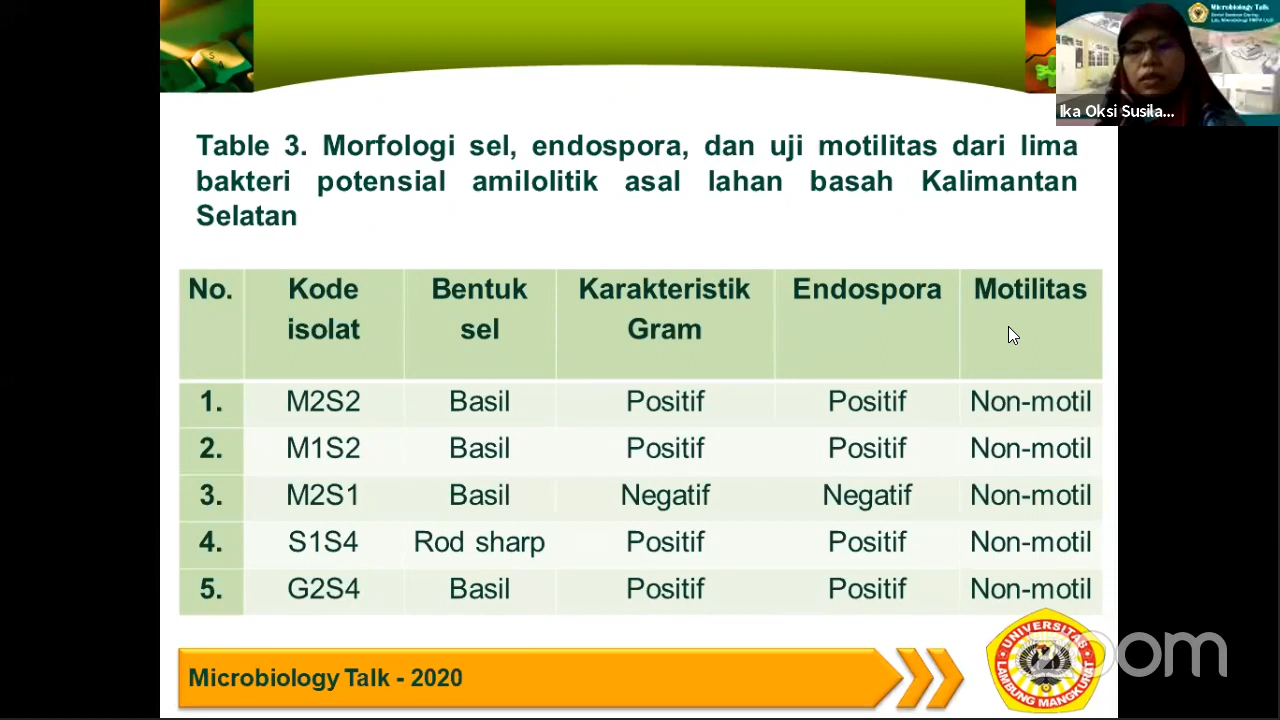 Microbiology Talk
Ika Oksi Susila...
Table 3. Morfologi sel, endospora, dan uji motilitas dari lima
bakteri potensial amilolitik asal lahan basah Kalimantan
Selatan
No. Kode isolat Bentuk sel Karakteristik Gram Endospora Motilitas
1. M2S2 Basil Positif Positif Non-motil
2. M1S2 Basil Positif Positif Non-motil
3. M2S1 Basil Negatif Negatif Non-motil
4. S1S4 Rod sharp Positif Positif Non-motil
5. G2S4 Basil Positif Positif Non-motil
Microbiology Talk - 2020
UNIVERSITAS
LAMBUNG MANGKURAT
zoom